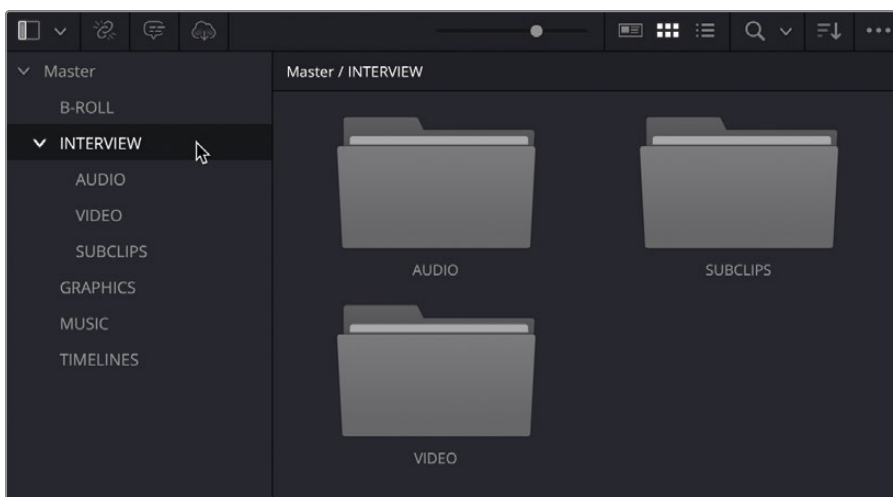 Master
B-ROLL
INTERVIEW
AUDIO
VIDEO
SUBCLIPS
GRAPHICS
MUSIC
TIMELINES
Master / INTERVIEW
AUDIO
SUBCLIPS
VIDEO